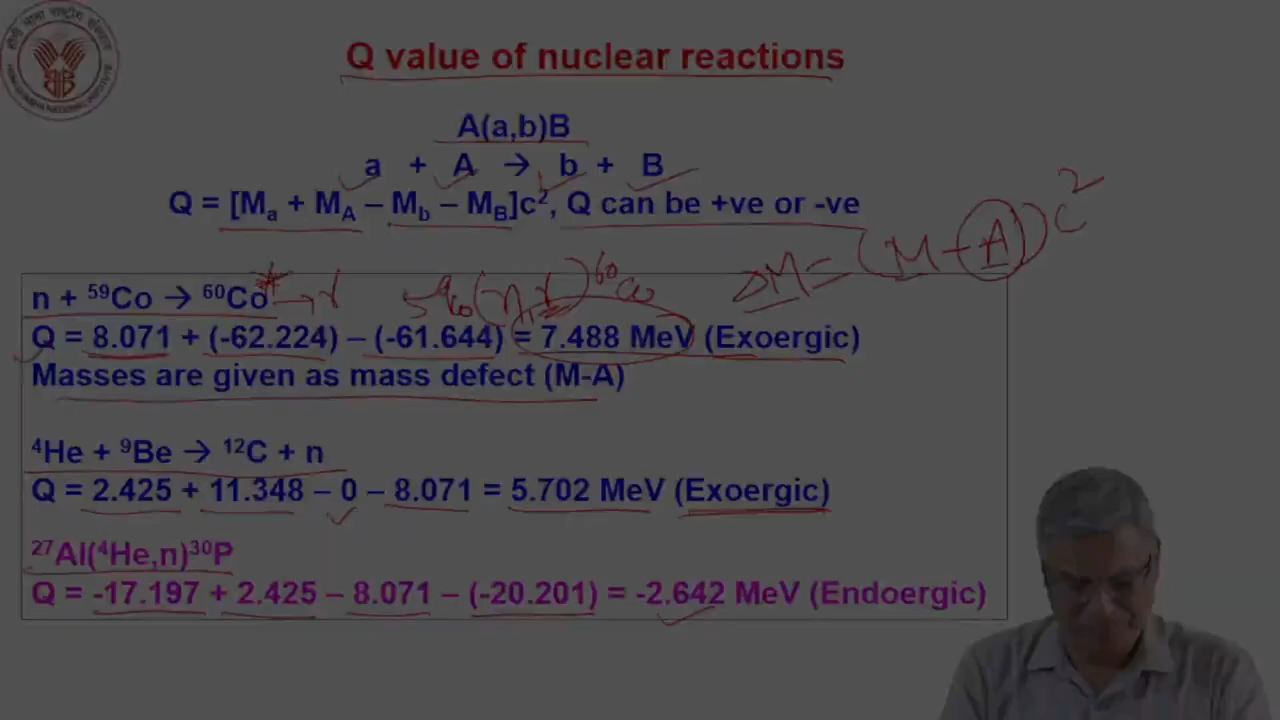 Q value of nuclear reactions
A(a,b)B
a + A → b + B
Q = [Mₐ + M_A – M_b – M_B]c², Q can be +ve or -ve
ΔM = (M - A) c²
n + ⁵⁹Co → ⁶⁰Co* → γ
⁵⁹Co (n, γ) ⁶⁰Co
Q = 8.071 + (-62.224) – (-61.644) = 7.488 MeV (Exoergic)
Masses are given as mass defect (M-A)
⁴He + ⁹Be → ¹²C + n
Q = 2.425 + 11.348 – 0 – 8.071 = 5.702 MeV (Exoergic)
²⁷Al(⁴He,n)³⁰P
Q = -17.197 + 2.425 – 8.071 – (-20.201) = -2.642 MeV (Endoergic)